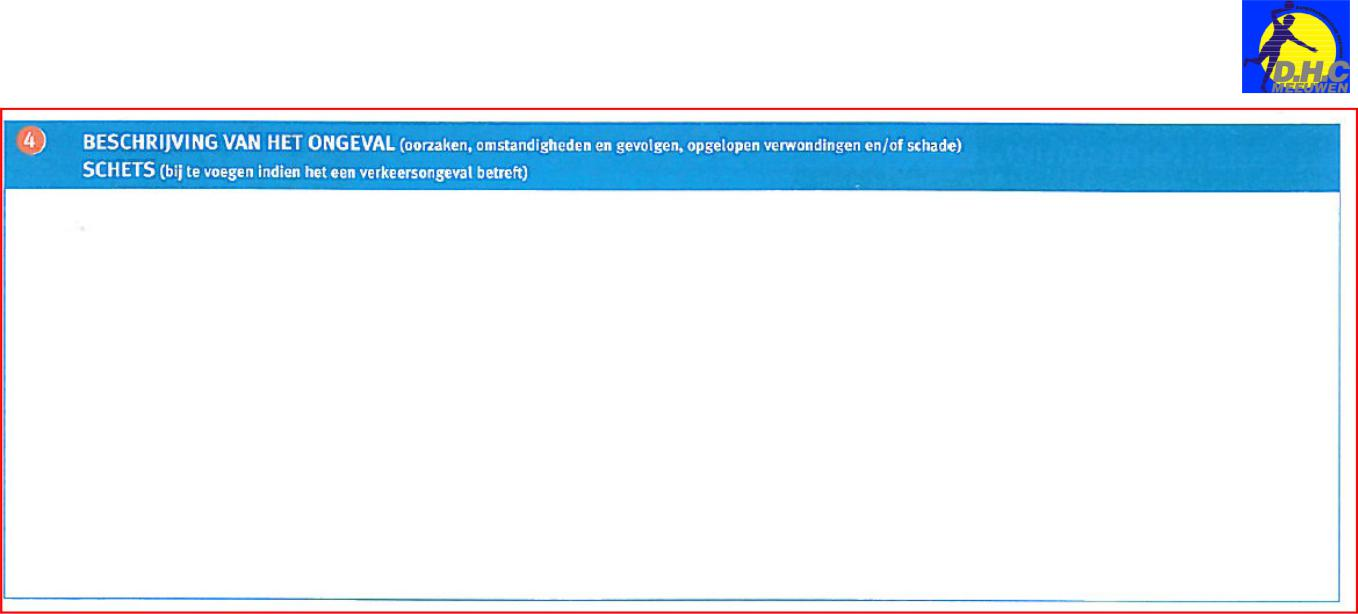 D.H.C
MEEUWEN
4
BESCHRIJVING VAN HET ONGEVAL (oorzaken, omstandigheden en gevolgen, opgelopen verwondingen en/of schade)
SCHETS (bij te voegen indien het een verkeersongeval betreft)